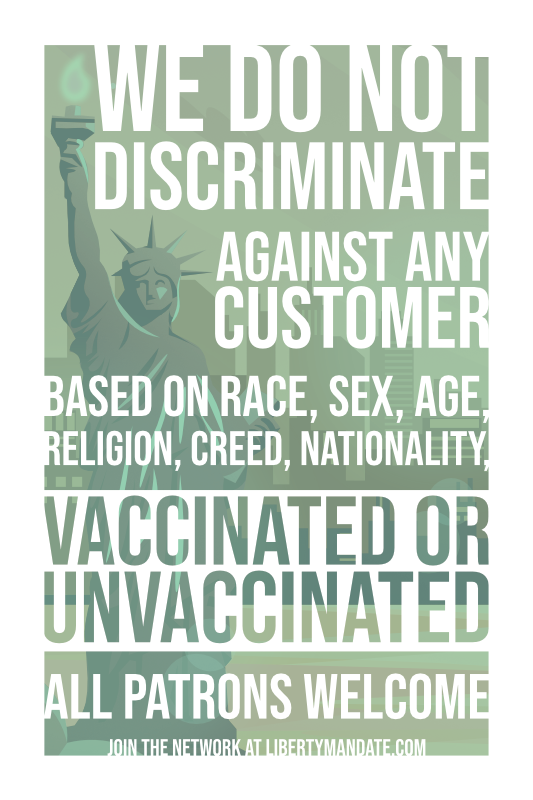 WE DO NOT
DISCRIMINATE
AGAINST ANY
CUSTOMER
BASED ON RACE, SEX, AGE,
RELIGION, CREED, NATIONALITY,
VACCINATED OR
UNVACCINATED
ALL PATRONS WELCOME
JOIN THE NETWORK AT LIBERTYMANDATE.COM